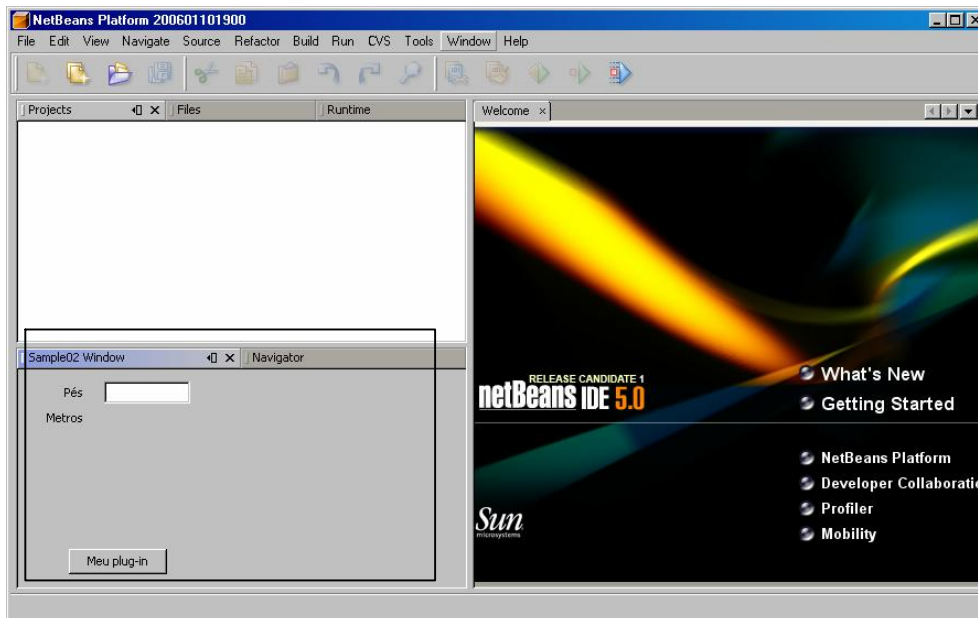 NetBeans Platform 200601101900
File Edit View Navigate Source Refactor Build Run CVS Tools Window Help
Projects Files Runtime
Welcome
Sample02 Window Navigator
Pés
Metros
Meu plug-in
RELEASE CANDIDATE 1
netBeans IDE 5.0
What's New
Getting Started
NetBeans Platform
Developer Collaboratio
Profiler
Mobility
Sun
microsystems